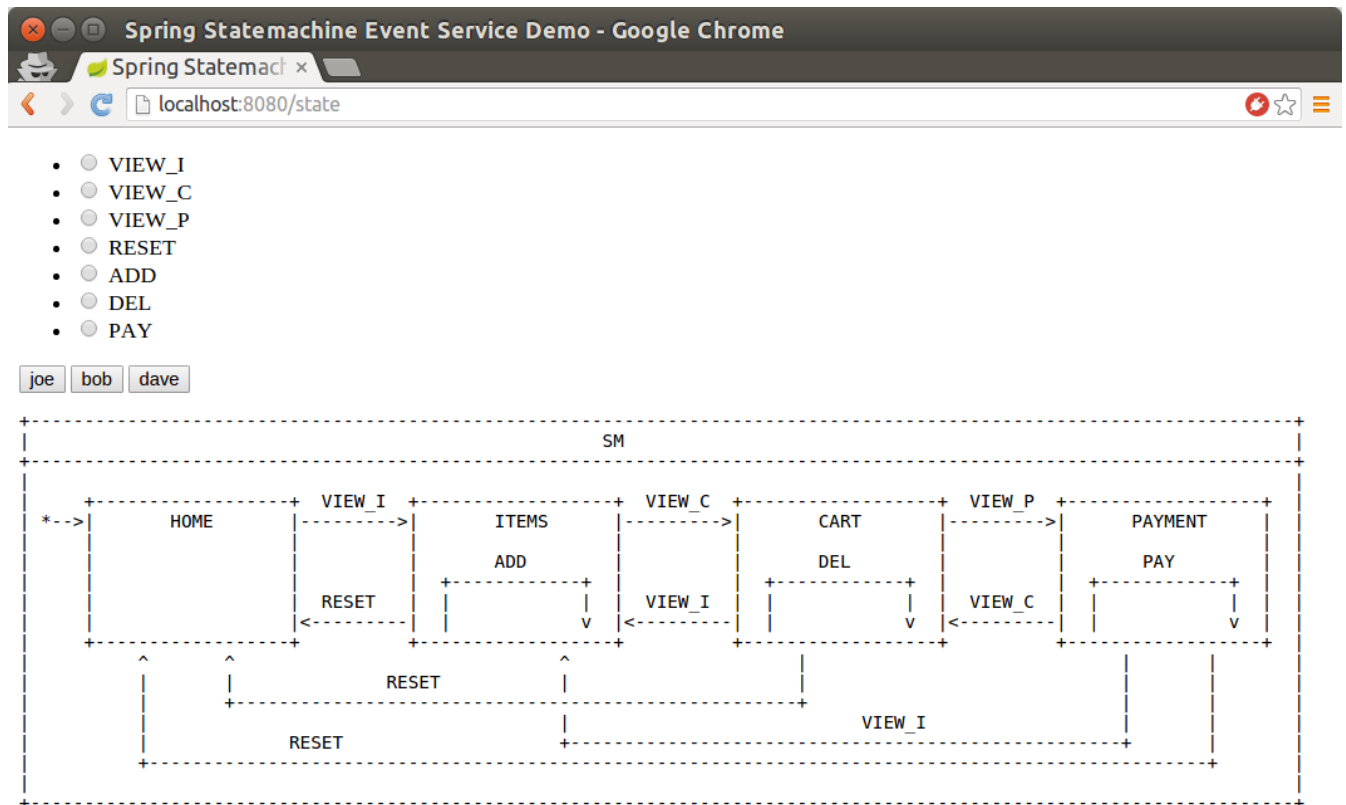 Spring Statemachine Event Service Demo - Google Chrome
Spring Statemach
localhost:8080/state
VIEW_I
VIEW_C
VIEW_P
RESET
ADD
DEL
PAY
joe bob dave
SM
VIEW_I VIEW_C VIEW_P
*--> HOME ITEMS CART PAYMENT
ADD DEL PAY
RESET VIEW_I VIEW_C
RESET
VIEW_I
RESET